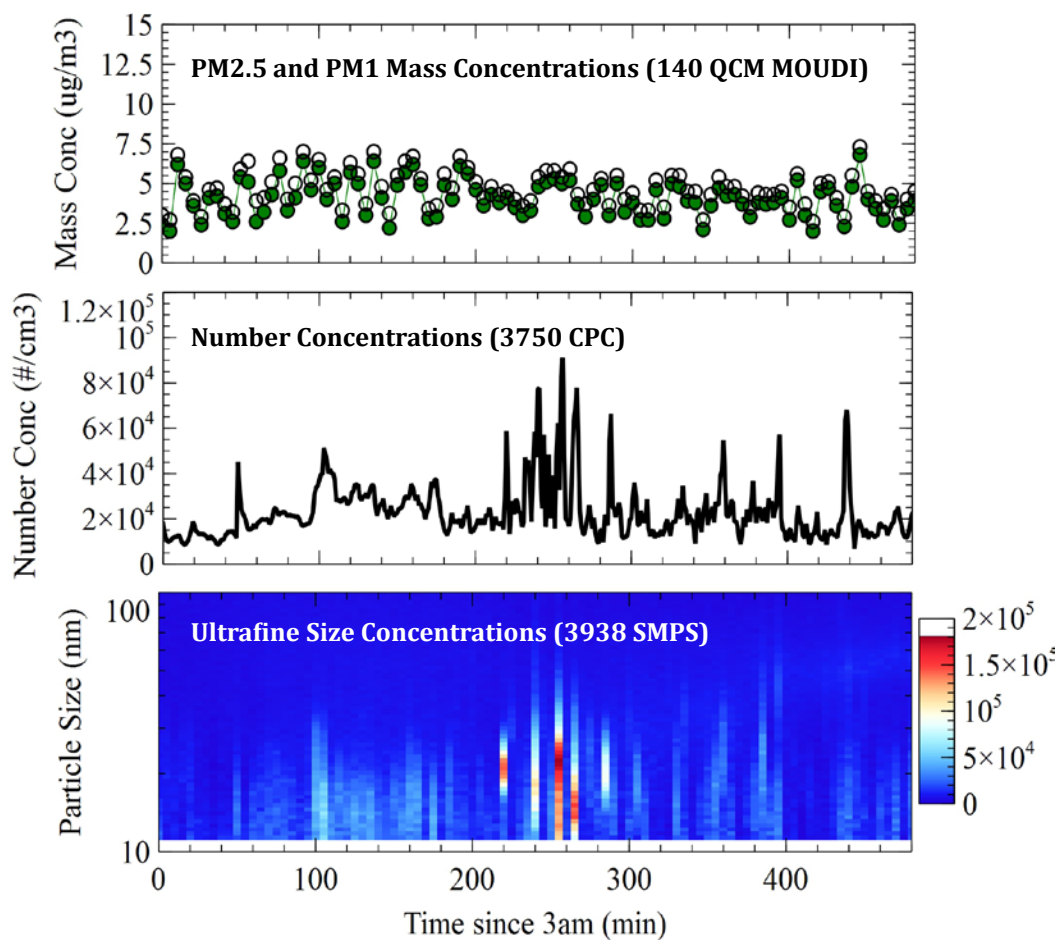 15
12.5
10
7.5
5
2.5
0
Mass Conc (ug/m3)
PM2.5 and PM1 Mass Concentrations (140 QCM MOUDI)
1.2×10⁵
10⁵
8×10⁴
6×10⁴
4×10⁴
2×10⁴
0
Number Conc (#/cm3)
Number Concentrations (3750 CPC)
100
10
Particle Size (nm)
Ultrafine Size Concentrations (3938 SMPS)
2×10⁵
1.5×10⁵
10⁵
5×10⁴
0
0 100 200 300 400
Time since 3am (min)